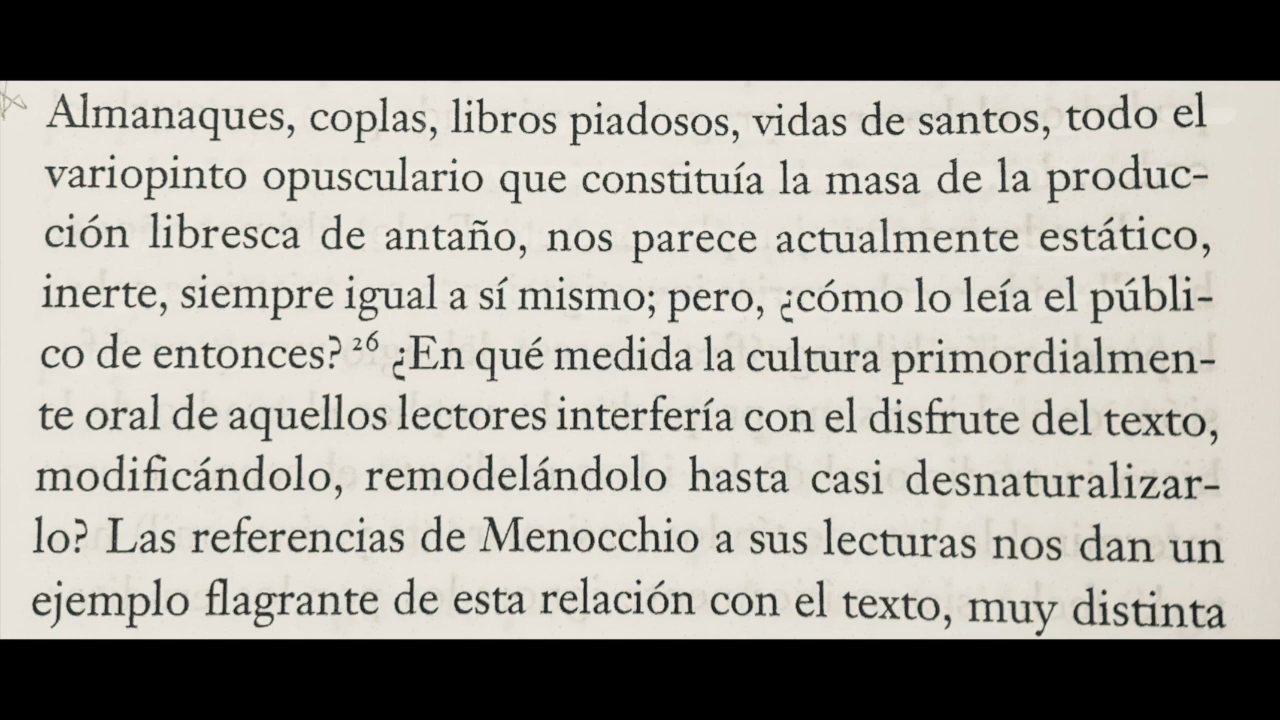 Almanaques, coplas, libros piadosos, vidas de santos, todo el
variopinto opusculario que constituía la masa de la produc-
ción libresca de antaño, nos parece actualmente estático,
inerte, siempre igual a sí mismo; pero, ¿cómo lo leía el públi-
co de entonces? 26 ¿En qué medida la cultura primordialmen-
te oral de aquellos lectores interfería con el disfrute del texto,
modificándolo, remodelándolo hasta casi desnaturalizar-
lo? Las referencias de Menocchio a sus lecturas nos dan un
ejemplo flagrante de esta relación con el texto, muy distinta